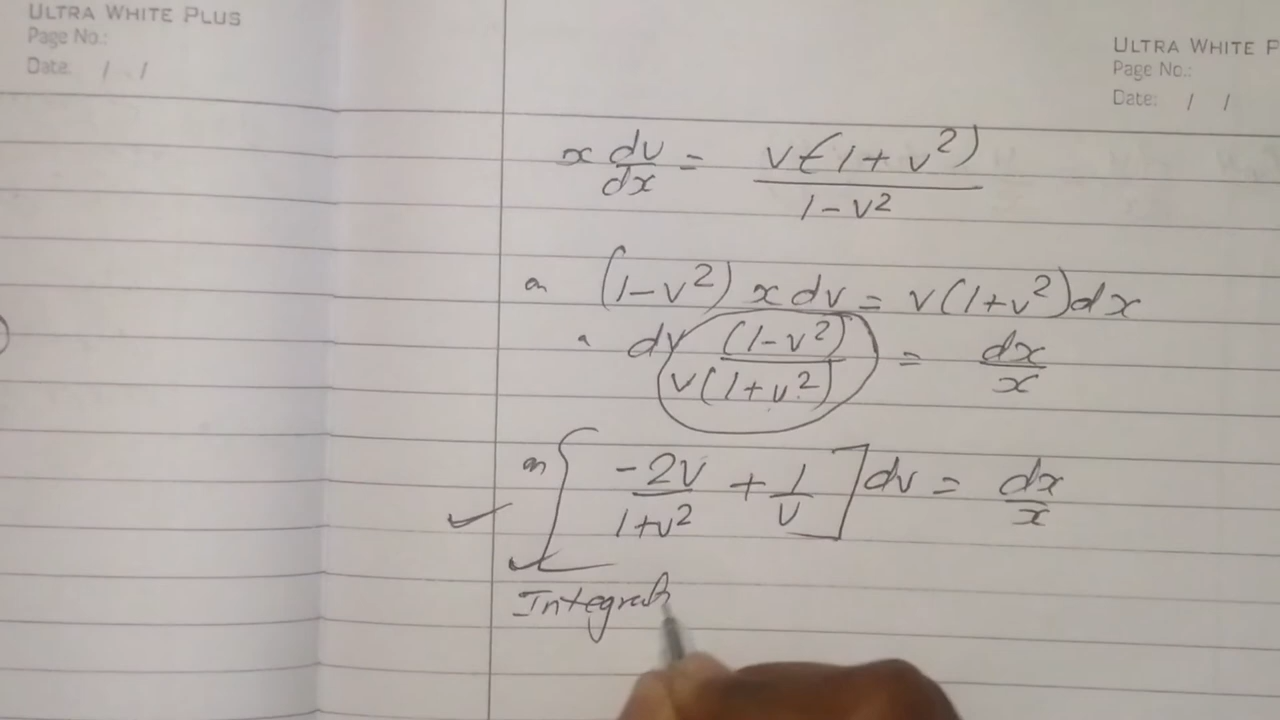 ULTRA WHITE PLUS
Page No.:
Date: / /
ULTRA WHITE P
Page No.:
Date: / /
x dv/dx = v(1+v²)/1-v²
(1-v²) x dv = v(1+v²)dx
dv (1-v²)/v(1+v²) = dx/x
[-2v/1+v² + 1/v] dv = dx/x